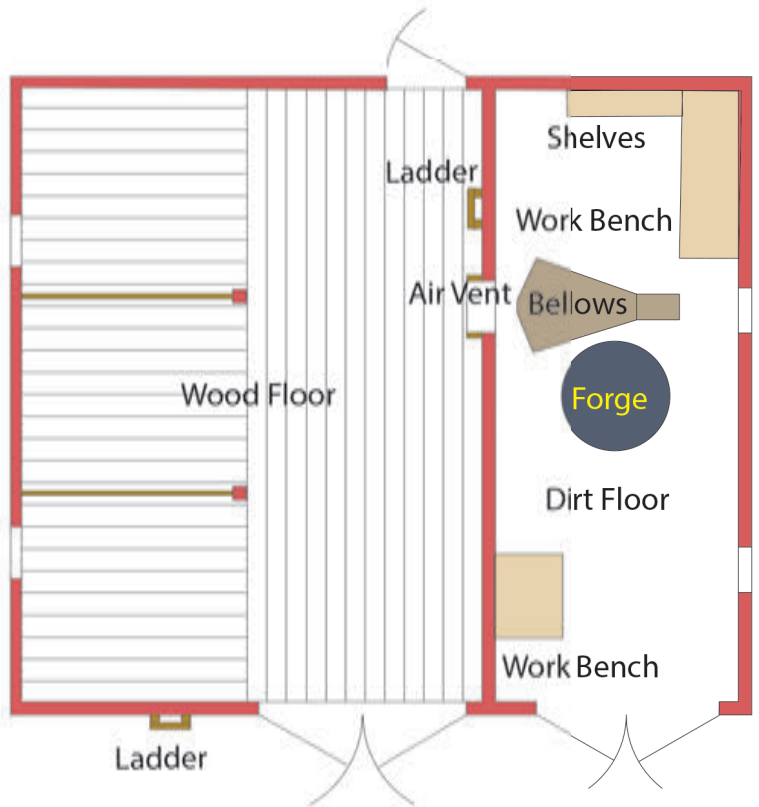 Shelves
Ladder
Work Bench
Air Vent
Bellows
Wood Floor
Forge
Dirt Floor
Work Bench
Ladder